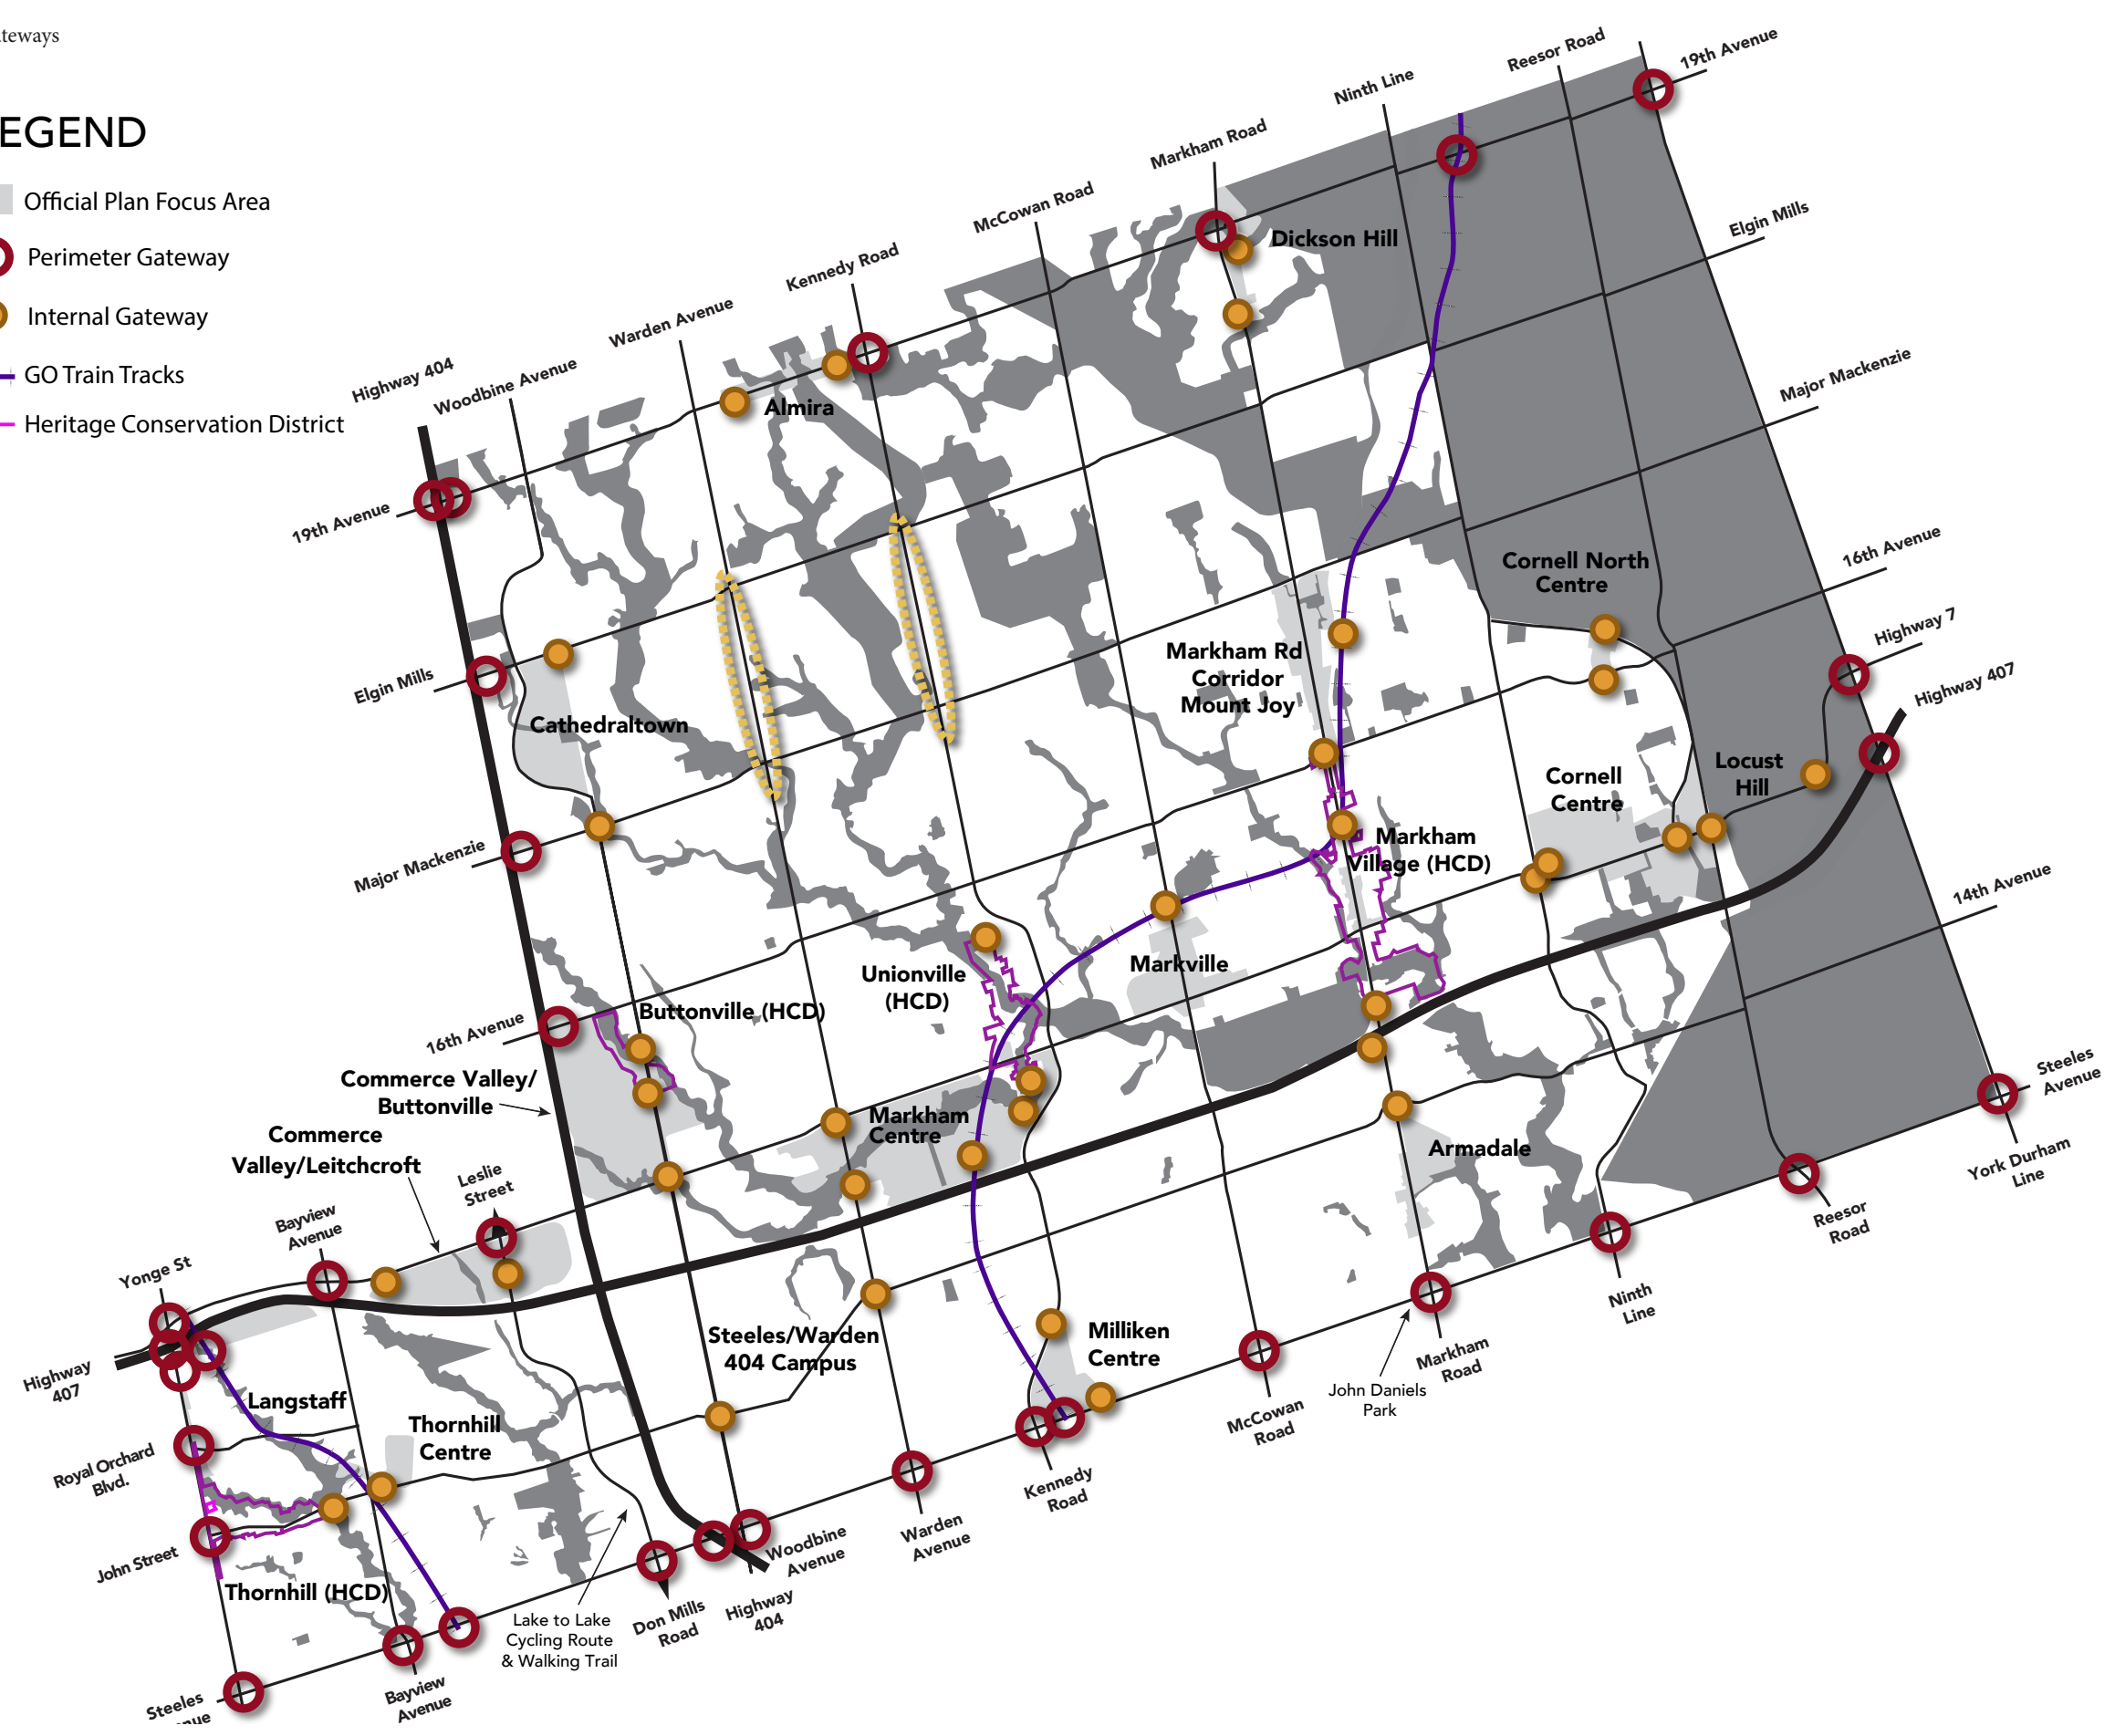 teways
EGEND
Official Plan Focus Area
Perimeter Gateway
Internal Gateway
GO Train Tracks
Heritage Conservation District
19th Avenue
Reesor Road
Ninth Line
Markham Road
McCowan Road
Kennedy Road
Warden Avenue
Highway 404
Woodbine Avenue
Elgin Mills
Major Mackenzie
16th Avenue
Highway 7
Highway 407
14th Avenue
Steeles
Avenue
York Durham
Line
Reesor
Road
Ninth
Line
Markham
Road
John Daniels
Park
McCowan
Road
Kennedy
Road
Warden
Avenue
Woodbine
Avenue
Highway
404
Don Mills
Road
Lake to Lake
Cycling Route
& Walking Trail
Bayview
Avenue
Steeles
nue
John Street
Royal Orchard
Blvd.
Highway
407
Yonge St
Bayview
Avenue
Leslie
Street
16th Avenue
Major Mackenzie
Elgin Mills
19th Avenue
Dickson Hill
Almira
Cathedraltown
Cornell North
Centre
Markham Rd
Corridor
Mount Joy
Locust
Hill
Cornell
Centre
Markham
Village (HCD)
Markville
Unionville
(HCD)
Buttonville (HCD)
Commerce Valley/
Buttonville
Commerce
Valley/Leitchcroft
Markham
Centre
Armadale
Steeles/Warden
404 Campus
Milliken
Centre
Langstaff
Thornhill
Centre
Thornhill (HCD)